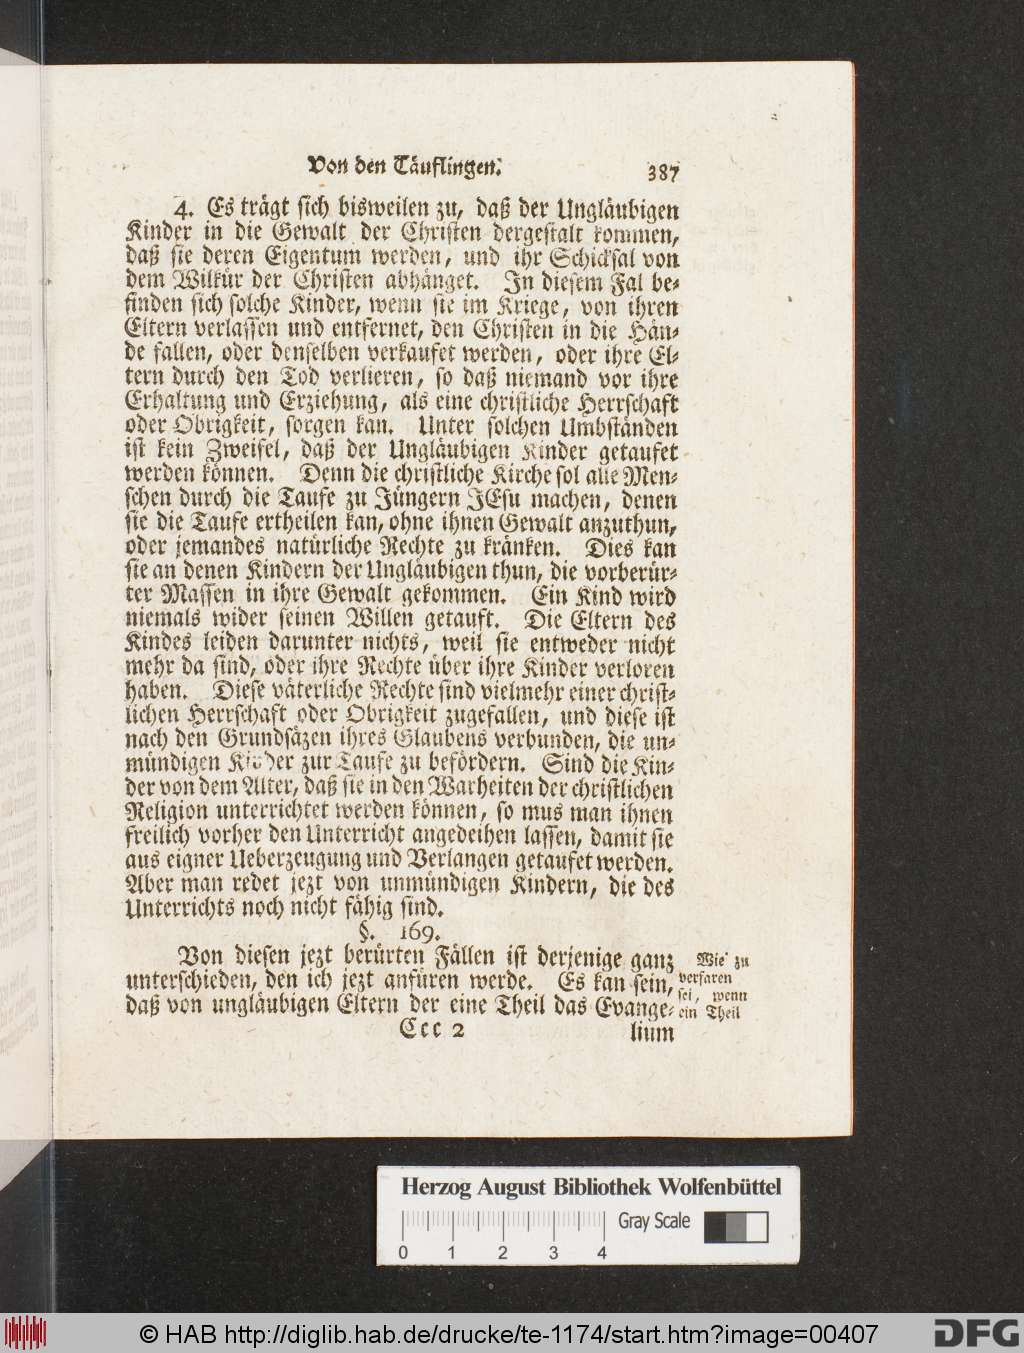 Von den Täuflingen. 387
4. Es trägt sich bisweilen zu, daß der Ungläubigen
Kinder in die Gewalt der Christen dergestalt kommen,
daß sie deren Eigentum werden, und ihr Schicksal von
dem Wilkür der Christen abhänget. In diesem Fal be-
finden sich solche Kinder, wenn sie im Kriege, von ihren
Eltern verlassen und entfernet, den Christen in die Hän-
de fallen, oder denselben verkaufet werden, oder ihre El-
tern durch den Tod verlieren, so daß niemand vor ihre
Erhaltung und Erziehung, als eine christliche Herrschaft
oder Obrigkeit, sorgen kan. Unter solchen Umbständen
ist kein Zweifel, daß der Ungläubigen Kinder getaufet
werden können. Denn die christliche Kirche sol alle Men-
schen durch die Taufe zu Jüngern JEsu machen, denen
sie die Taufe ertheilen kan, ohne ihnen Gewalt anzuthun,
oder jemandes natürliche Rechte zu kränken. Dies kan
sie an denen Kindern der Ungläubigen thun, die vorberür-
ter Massen in ihre Gewalt gekommen. Ein Kind wird
niemals wider seinen Willen getauft. Die Eltern des
Kindes leiden darunter nichts, weil sie entweder nicht
mehr da sind, oder ihre Rechte über ihre Kinder verloren
haben. Diese väterliche Rechte sind vielmehr einer christ-
lichen Herrschaft oder Obrigkeit zugefallen, und diese ist
nach den Grundsäzen ihres Glaubens verbunden, die un-
mündigen Kinder zur Taufe zu befördern. Sind die Kin-
der von dem Alter, daß sie in den Warheiten der christlichen
Religion unterrichtet werden können, so mus man ihnen
freilich vorher den Unterricht angedeihen lassen, damit sie
aus eigner Ueberzeugung und Verlangen getaufet werden.
Aber man redet jezt von unmündigen Kindern, die des
Unterrichts noch nicht fähig sind.
§. 169.
Von diesen jezt berürten Fällen ist derjenige ganz
unterschieden, den ich jezt anfüren werde. Es kan sein,
daß von ungläubigen Eltern der eine Theil das Evange-
Wie zu
verfaren
sei, wenn
ein Theil
Ccc 2 lium
Herzog August Bibliothek Wolfenbüttel
Gray Scale
0 1 2 3 4
© HAB http://diglib.hab.de/drucke/te-1174/start.htm?image=00407
DFG